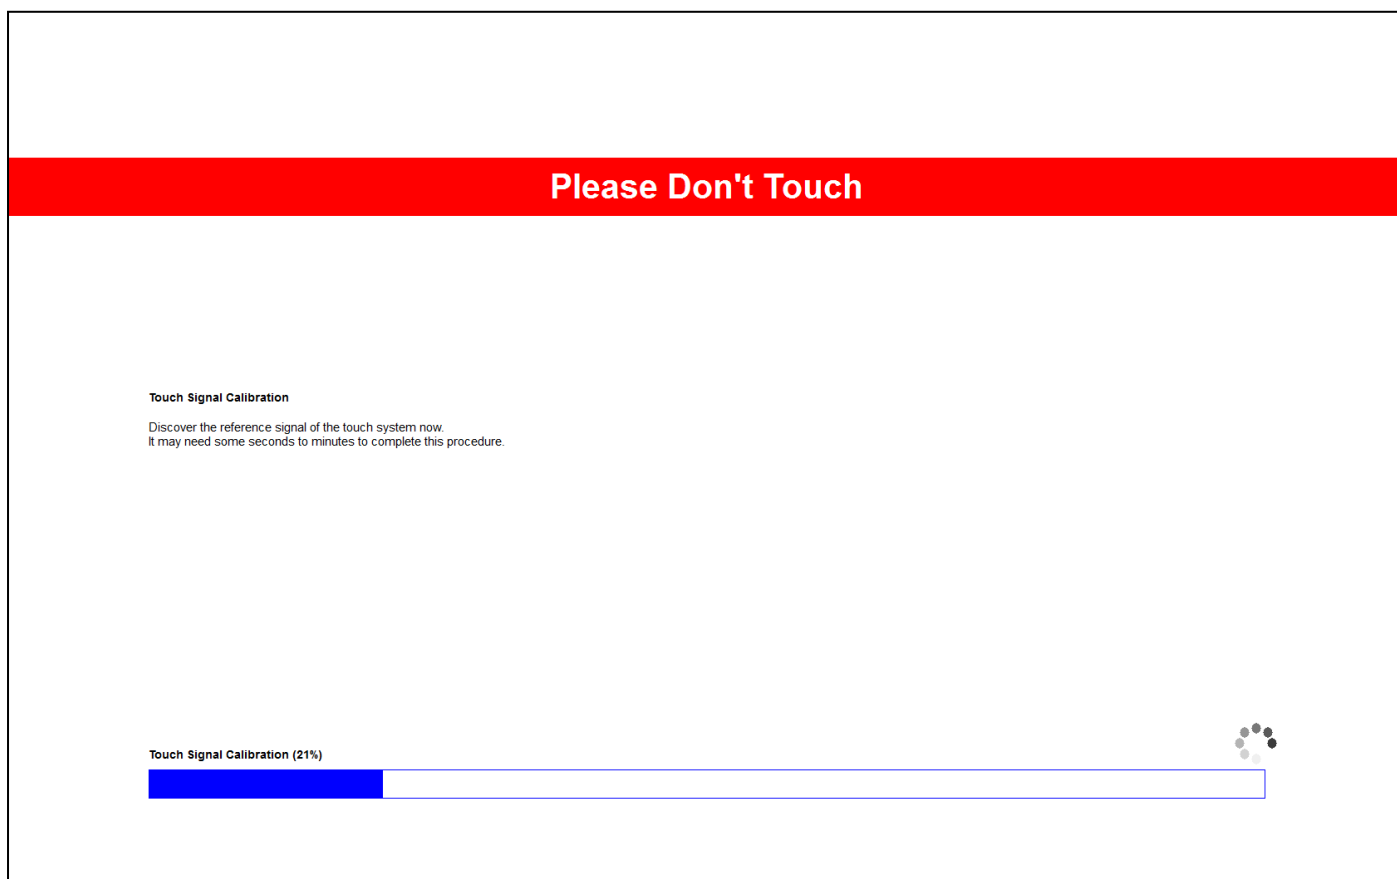 Please Don't Touch
Touch Signal Calibration
Discover the reference signal of the touch system now.
It may need some seconds to minutes to complete this procedure.
Touch Signal Calibration (21%)